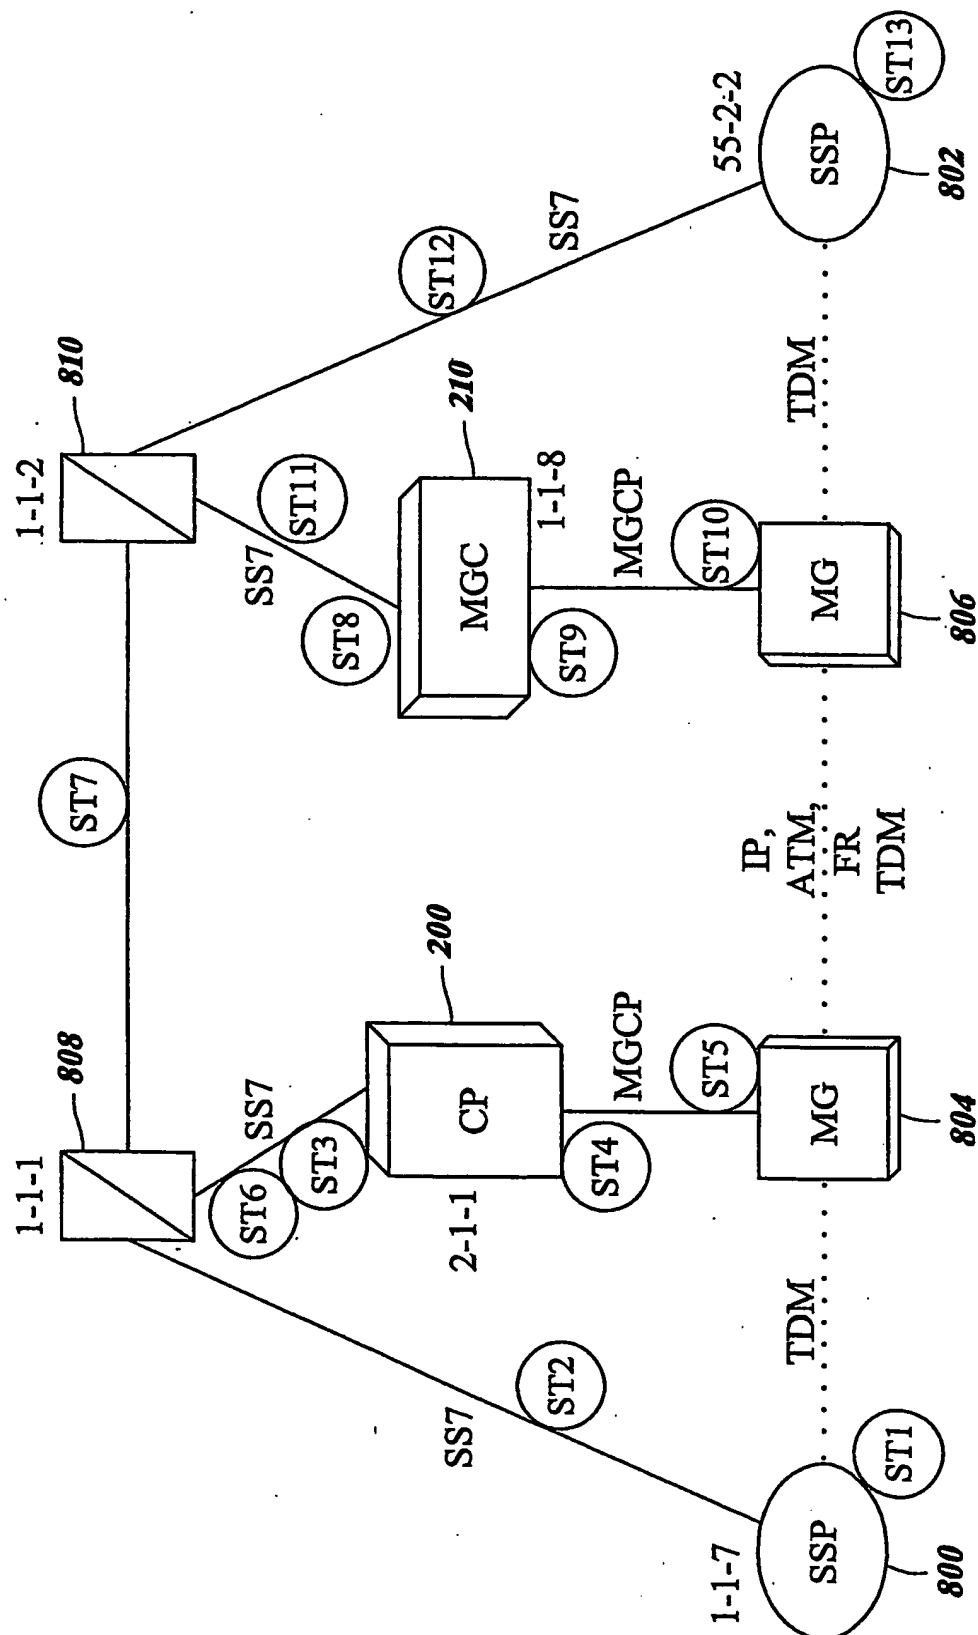 1-1-1
808
1-1-2
810
ST7
SS7
ST6
ST3
SS7
ST11
ST8
ST12
SS7
SS7
ST2
CP
200
2-1-1
MGC
210
1-1-8
ST4
MGCP
ST5
ST9
MGCP
ST10
1-1-7
SSP
800
ST1
TDM
MG
804
IP,
ATM,
FR
TDM
MG
806
TDM
55-2-2
SSP
802
ST13